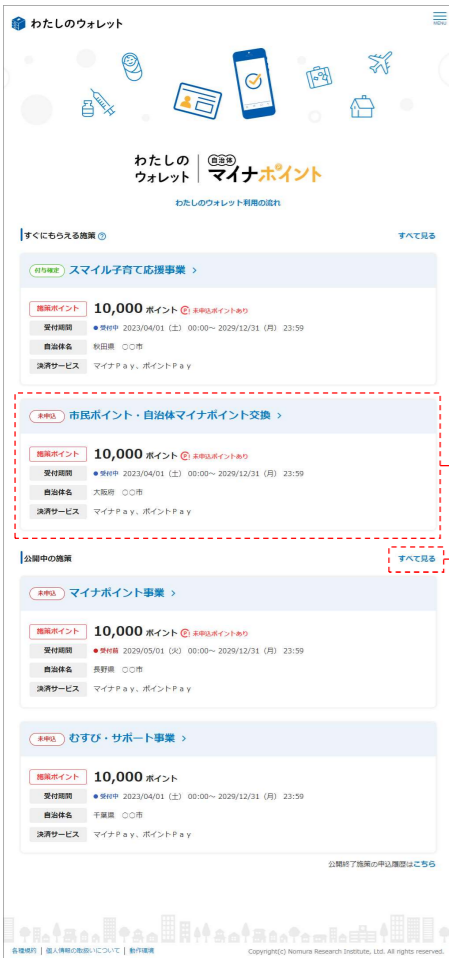 わたしのウォレット
MENU
わたしの
ウォレット
自治体
マイナポイント
わたしのウォレット利用の流れ
すぐにもらえる施策 ?
すべて見る
付与確定 スマイル子育て応援事業 >
施策ポイント 10,000 ポイント P 未申込ポイントあり
受付期間 ●受付中 2023/04/01 (土) 00:00~ 2029/12/31 (月) 23:59
自治体名 秋田県 〇〇市
決済サービス マイナPay、ポイントPay
未申込 市民ポイント・自治体マイナポイント交換 >
施策ポイント 10,000 ポイント P 未申込ポイントあり
受付期間 ●受付中 2023/04/01 (土) 00:00~ 2029/12/31 (月) 23:59
自治体名 大阪府 〇〇市
決済サービス マイナPay、ポイントPay
公開中の施策
すべて見る
未申込 マイナポイント事業 >
施策ポイント 10,000 ポイント P 未申込ポイントあり
受付期間 ●受付前 2029/05/01 (火) 00:00~ 2029/12/31 (月) 23:59
自治体名 長野県 〇〇市
決済サービス マイナPay、ポイントPay
未申込 むすび・サポート事業 >
施策ポイント 10,000 ポイント
受付期間 ●受付中 2023/04/01 (土) 00:00~ 2029/12/31 (月) 23:59
自治体名 千葉県 〇〇市
決済サービス マイナPay、ポイントPay
公開終了施策の申込履歴はこちら
各種規約 | 個人情報の取扱いについて | 動作環境
Copyright(c) Nomura Research Institute, Ltd. All rights reserved.